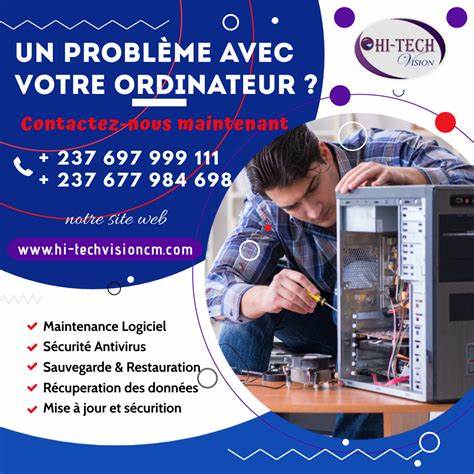 UN PROBLÈME AVEC
VOTRE ORDINATEUR ?
HI-TECH
Vision
Contactez-nous maintenant
+ 237 697 999 111
+ 237 677 984 698
notre site web
www.hi-techvisioncm.com
Maintenance Logiciel
Sécurité Antivirus
Sauvegarde & Restauration
Récuperation des données
Mise à jour et sécurition